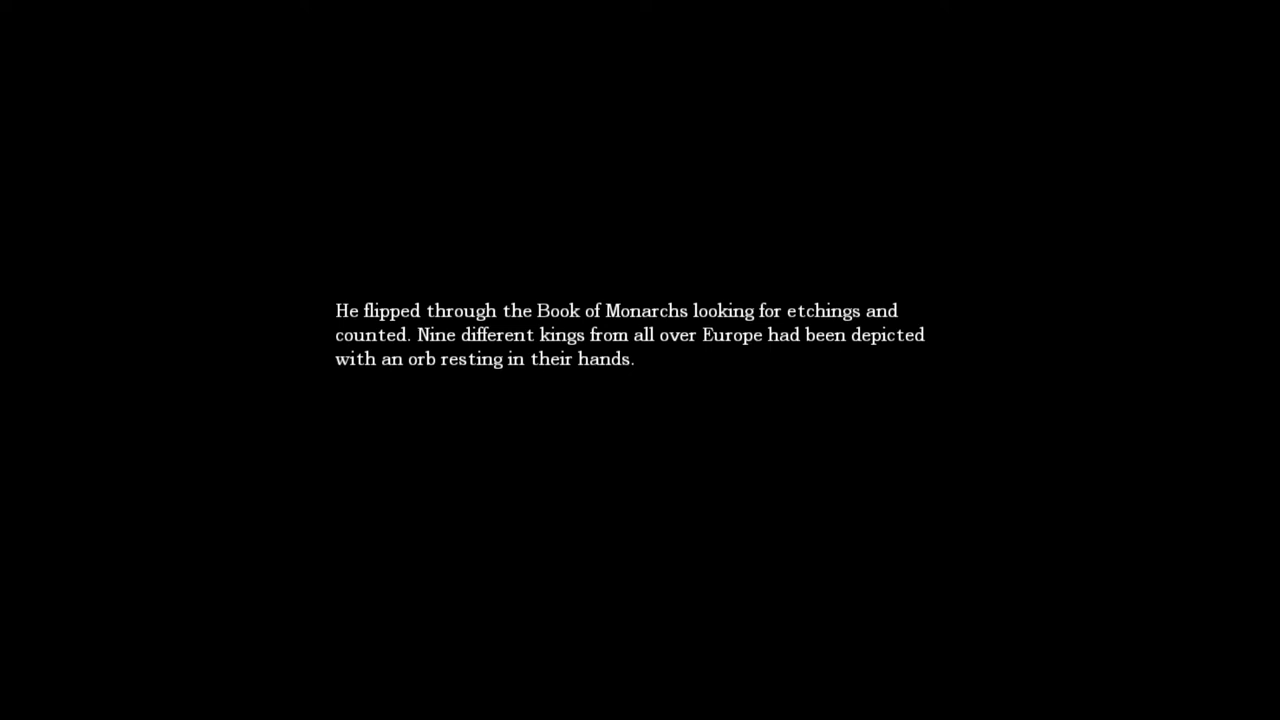 He flipped through the Book of Monarchs looking for etchings and
counted. Nine different kings from all over Europe had been depicted
with an orb resting in their hands.